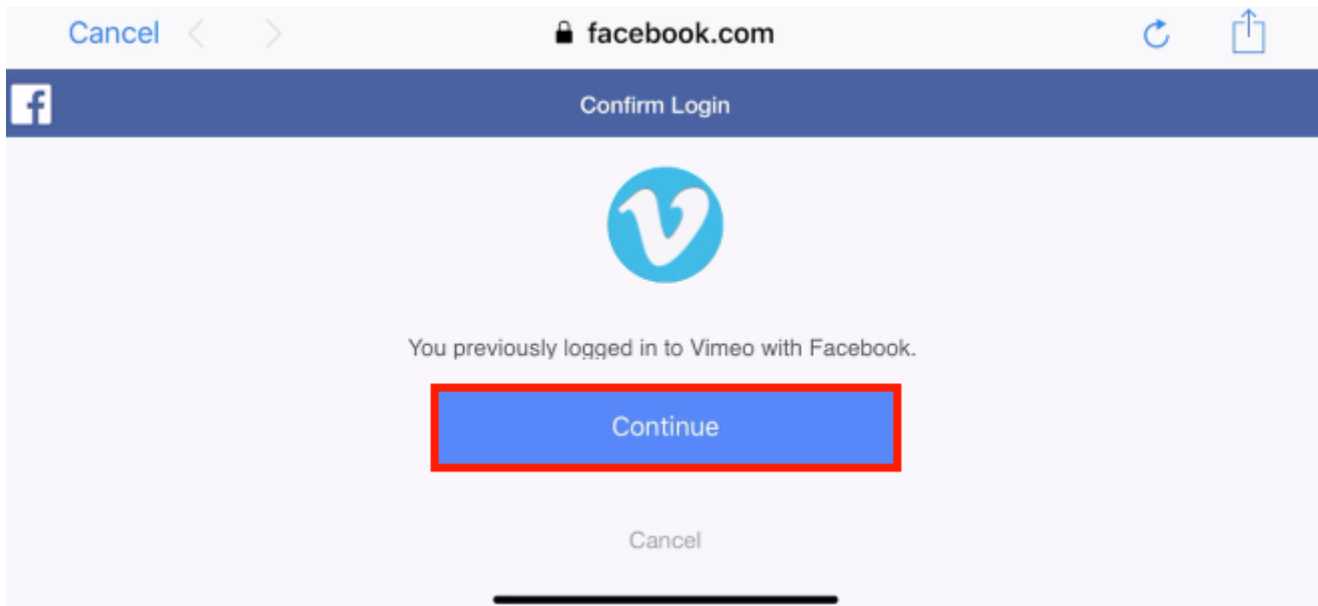 Cancel facebook.com
Confirm Login
You previously logged in to Vimeo with Facebook.
Continue
Cancel